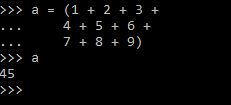 >>> a = (1 + 2 + 3 +
...      4 + 5 + 6 +
...      7 + 8 + 9)
>>> a
45
>>>